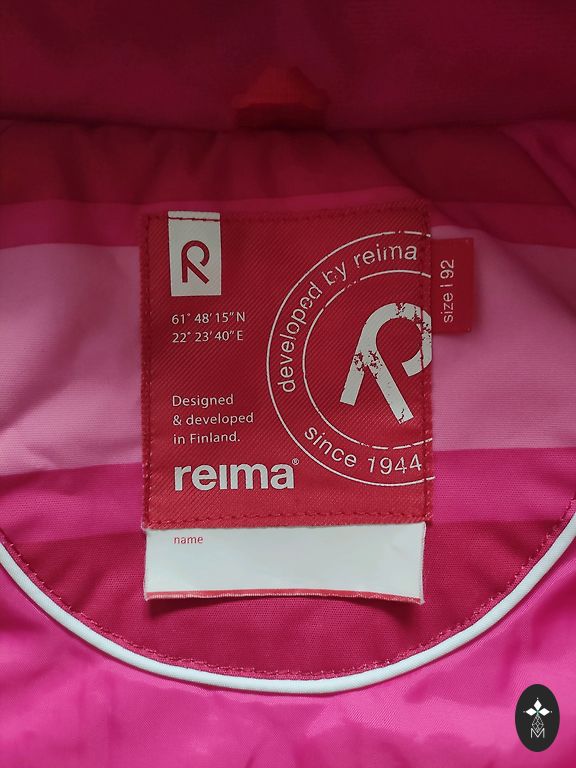 61° 48' 15" N
22° 23' 40" E
developed by reima
since 1944
size | 92
Designed
& developed
in Finland.
reima®
name